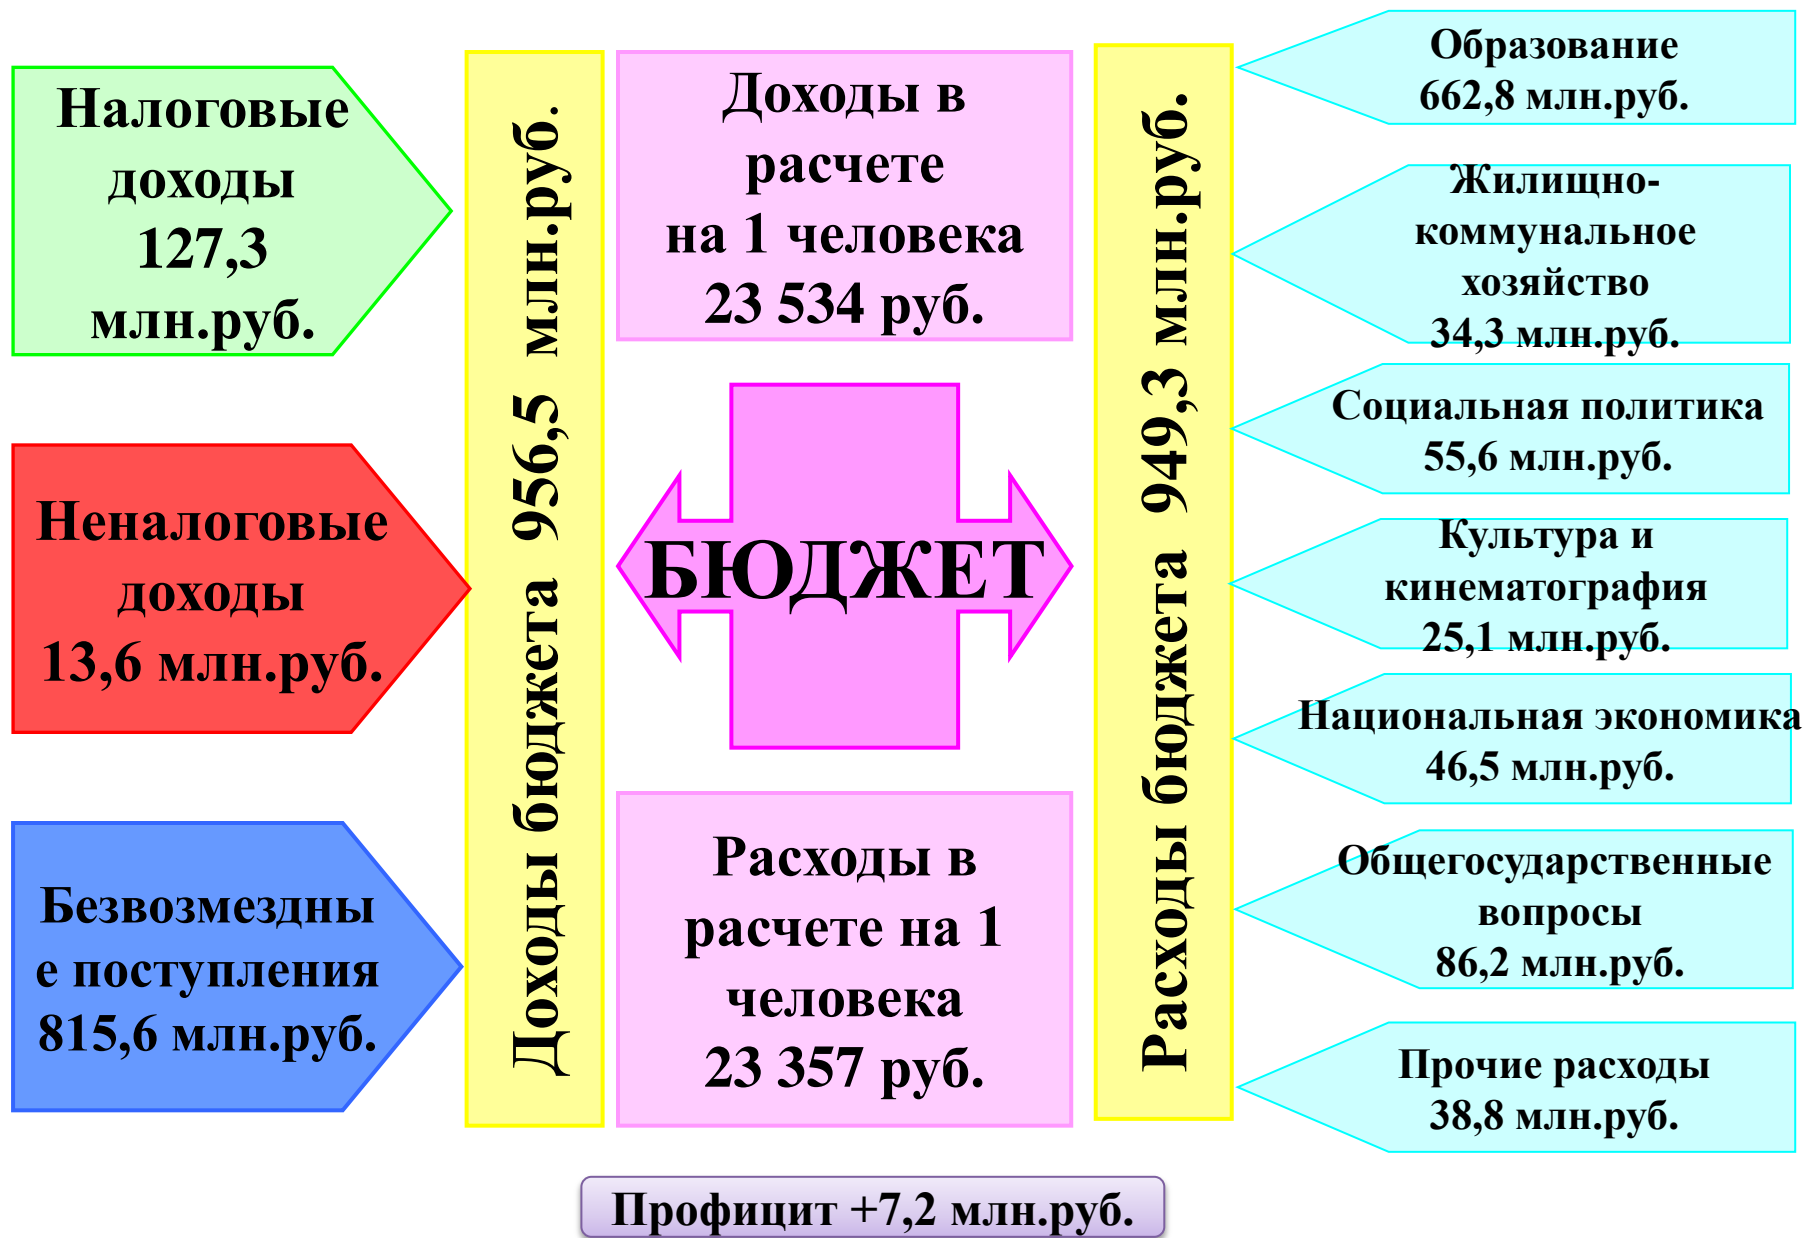 Налоговые
доходы
127,3
млн.руб.
Неналоговые
доходы
13,6 млн.руб.
Безвозмездны
е поступления
815,6 млн.руб.
Доходы бюджета 956,5 млн.руб.
Доходы в
расчете
на 1 человека
23 534 руб.
БЮДЖЕТ
Расходы в
расчете на 1
человека
23 357 руб.
Расходы бюджета 949,3 млн.руб.
Образование
662,8 млн.руб.
Жилищно-
коммунальное
хозяйство
34,3 млн.руб.
Социальная политика
55,6 млн.руб.
Культура и
кинематография
25,1 млн.руб.
Национальная экономика
46,5 млн.руб.
Общегосударственные
вопросы
86,2 млн.руб.
Прочие расходы
38,8 млн.руб.
Профицит +7,2 млн.руб.